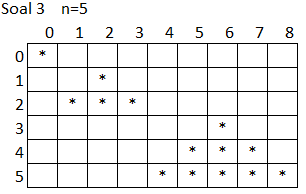 Soal 3 n=5
0 1 2 3 4 5 6 7 8
0 *
1 *
2 * * *
3 *
4 * * *
5 * * * * *